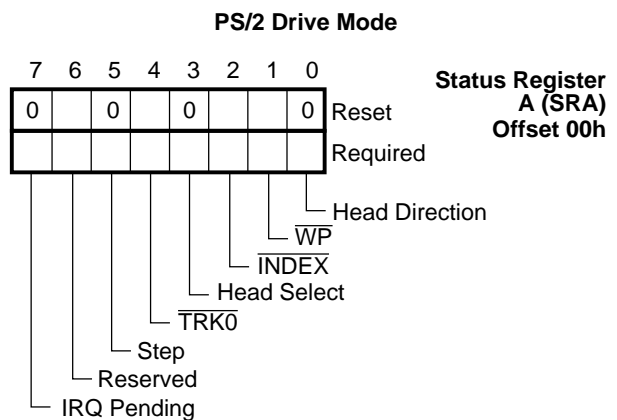 PS/2 Drive Mode
7 6 5 4 3 2 1 0
Status Register
A (SRA)
Offset 00h
0 0 0 0 Reset
Required
Head Direction
WP
INDEX
Head Select
TRK0
Step
Reserved
IRQ Pending